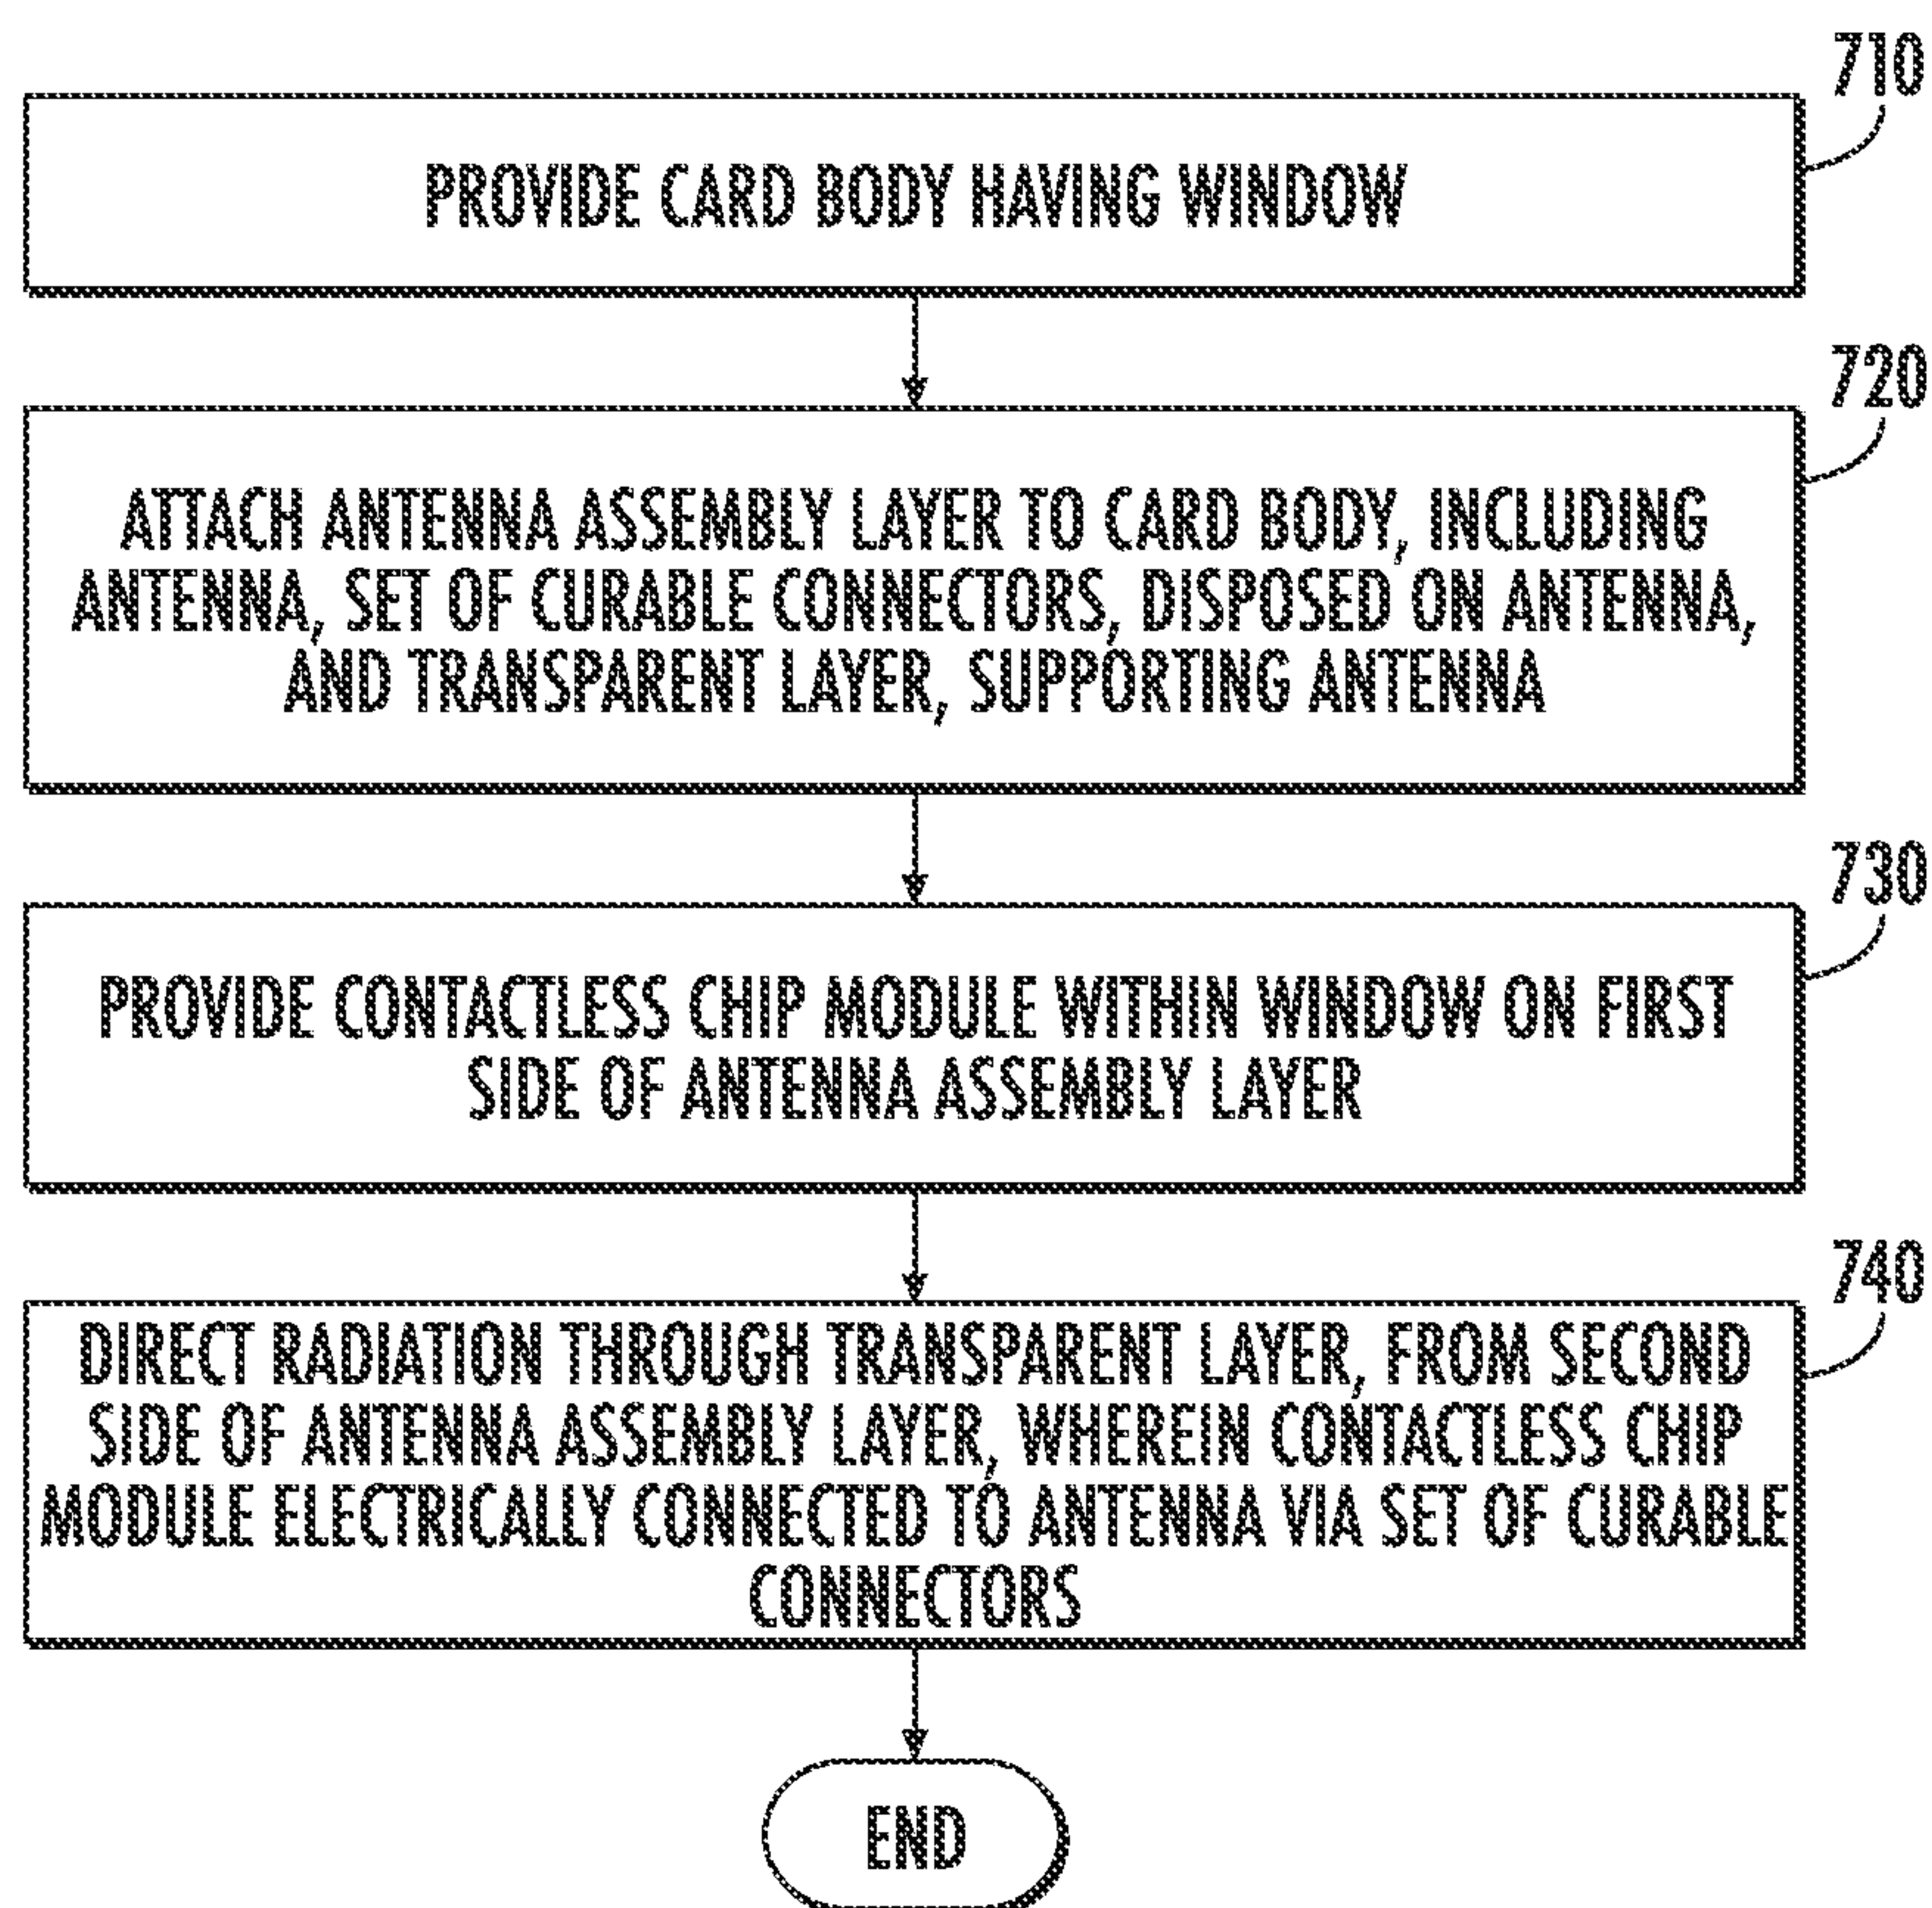 710
PROVIDE CARD BODY HAVING WINDOW
720
ATTACH ANTENNA ASSEMBLY LAYER TO CARD BODY, INCLUDING
ANTENNA, SET OF CURABLE CONNECTORS, DISPOSED ON ANTENNA,
AND TRANSPARENT LAYER, SUPPORTING ANTENNA
730
PROVIDE CONTACTLESS CHIP MODULE WITHIN WINDOW ON FIRST
SIDE OF ANTENNA ASSEMBLY LAYER
740
DIRECT RADIATION THROUGH TRANSPARENT LAYER, FROM SECOND
SIDE OF ANTENNA ASSEMBLY LAYER, WHEREIN CONTACTLESS CHIP
MODULE ELECTRICALLY CONNECTED TO ANTENNA VIA SET OF CURABLE
CONNECTORS
END